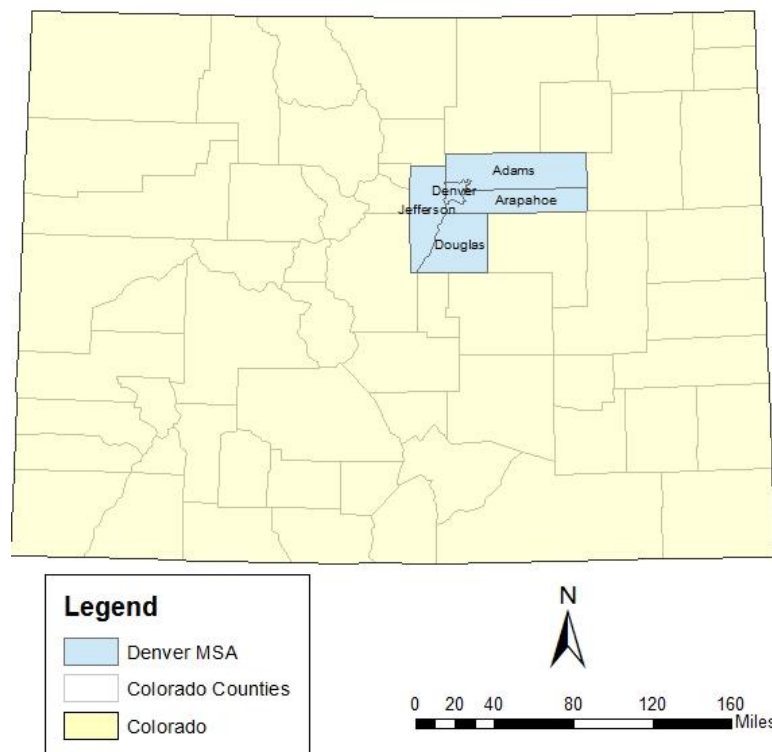 Adams
Denver
Arapahoe
Jefferson
Douglas
Legend
Denver MSA
Colorado Counties
Colorado
N
0 20 40 80 120 160
Miles